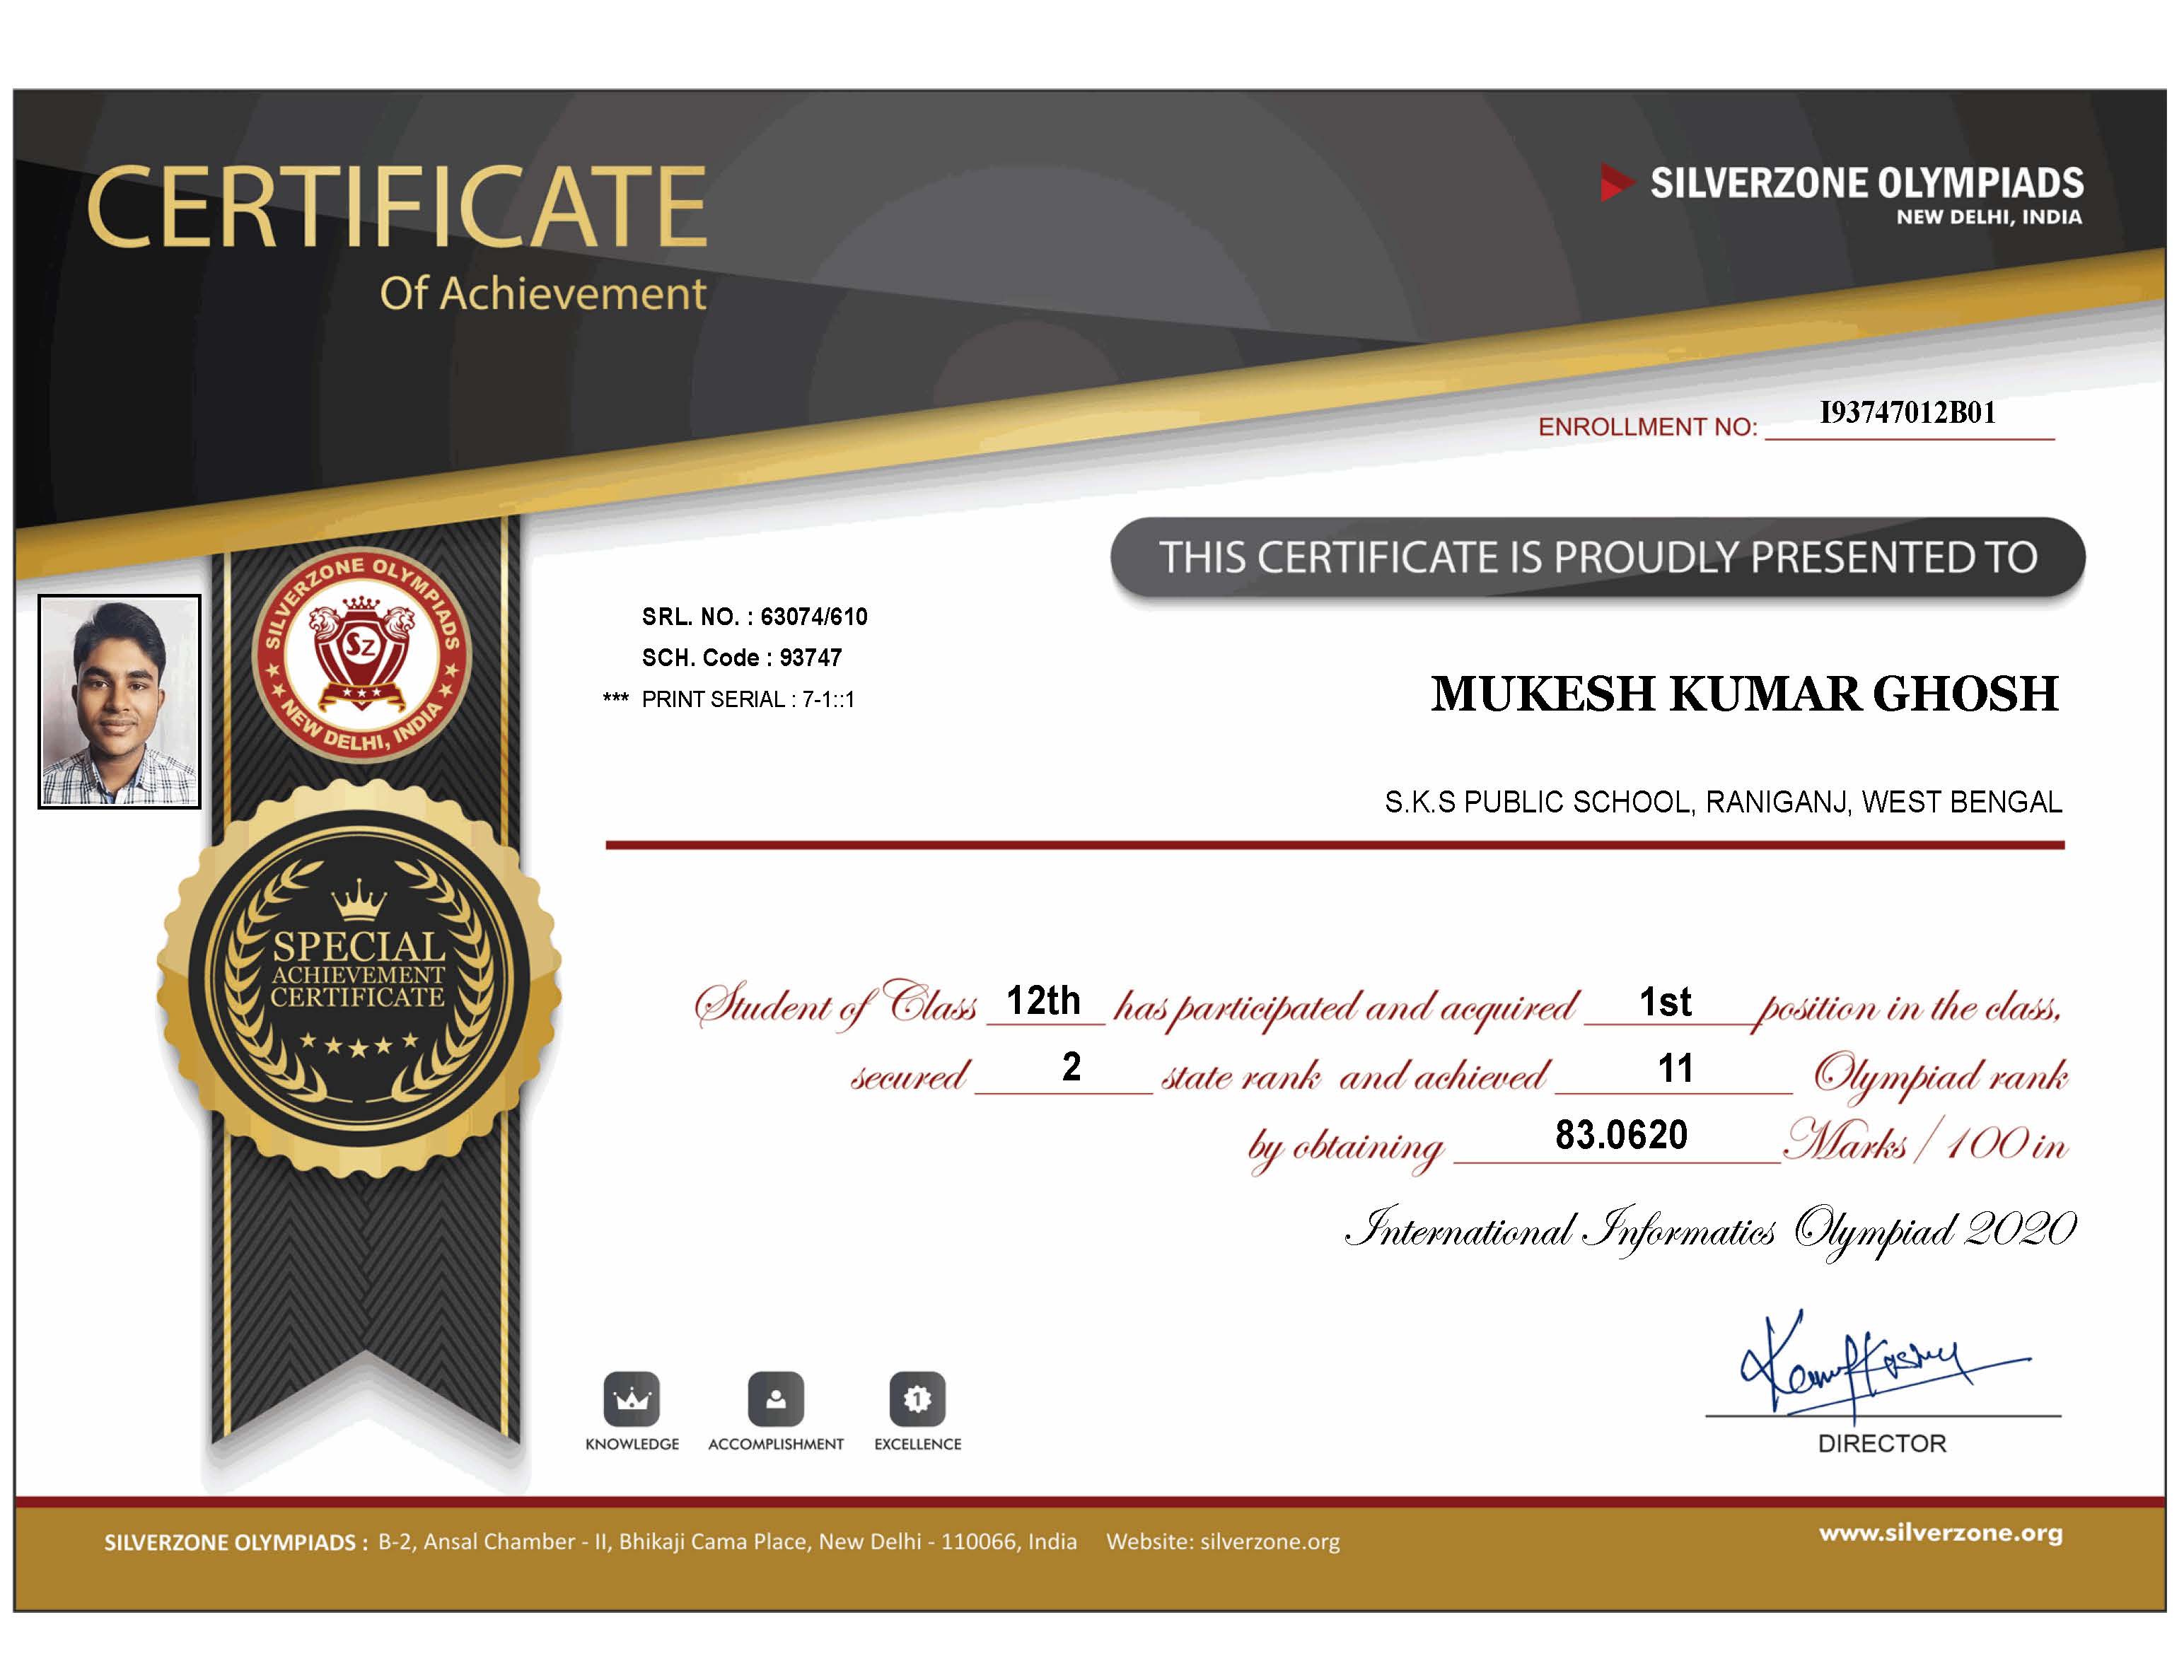 CERTIFICATE
Of Achievement
SILVERZONE OLYMPIADS
NEW DELHI, INDIA
ENROLLMENT NO: I93747012B01
THIS CERTIFICATE IS PROUDLY PRESENTED TO
SILVERZONE OLYMPIADS
NEW DELHI, INDIA
SZ
SRL. NO. : 63074/610
SCH. Code : 93747
*** PRINT SERIAL : 7-1::1
MUKESH KUMAR GHOSH
S.K.S PUBLIC SCHOOL, RANIGANJ, WEST BENGAL
SPECIAL
ACHIEVEMENT
CERTIFICATE
Student of Class 12th has participated and acquired 1st position in the class,
secured 2 state rank and achieved 11 Olympiad rank
by obtaining 83.0620 Marks / 100 in
International Informatics Olympiad 2020
KNOWLEDGE ACCOMPLISHMENT EXCELLENCE
1
DIRECTOR
SILVERZONE OLYMPIADS : B-2, Ansal Chamber - II, Bhikaji Cama Place, New Delhi - 110066, India Website: silverzone.org
www.silverzone.org